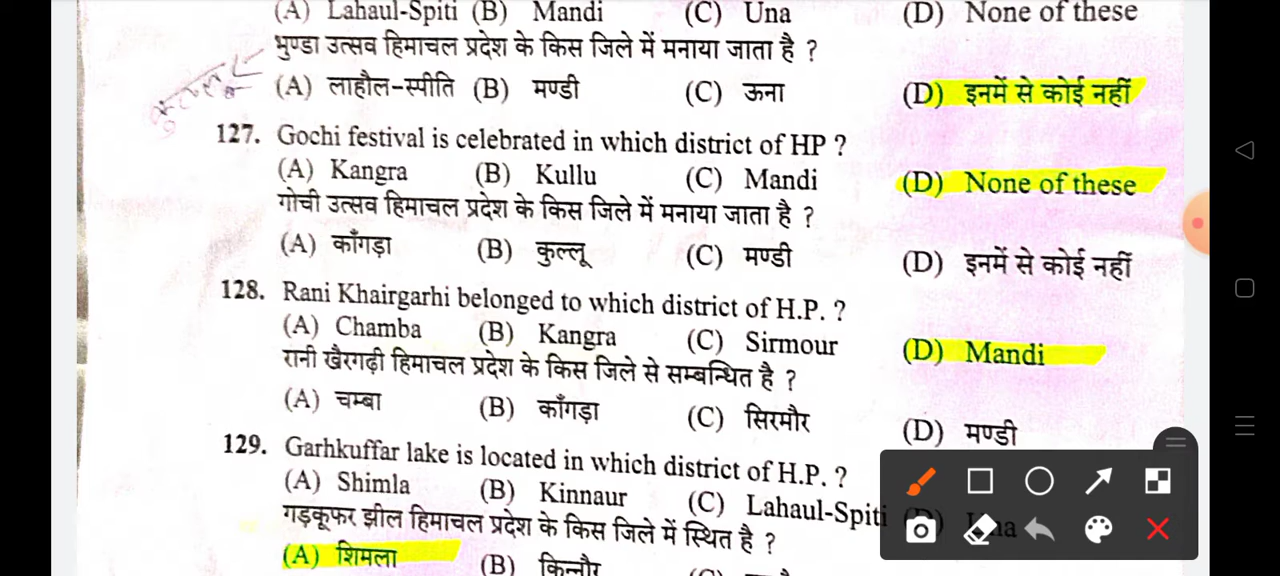 (A) Lahaul-Spiti (B) Mandi (C) Una (D) None of these
भुण्डा उत्सव हिमाचल प्रदेश के किस जिले में मनाया जाता है ?
(A) लाहौल-स्पीति (B) मण्डी (C) ऊना (D) इनमें से कोई नहीं
127. Gochi festival is celebrated in which district of HP ?
(A) Kangra (B) Kullu (C) Mandi (D) None of these
गोची उत्सव हिमाचल प्रदेश के किस जिले में मनाया जाता है ?
(A) काँगड़ा (B) कुल्लू (C) मण्डी (D) इनमें से कोई नहीं
128. Rani Khairgarhi belonged to which district of H.P. ?
(A) Chamba (B) Kangra (C) Sirmour (D) Mandi
रानी खैरगढ़ी हिमाचल प्रदेश के किस जिले से सम्बन्धित है ?
(A) चम्बा (B) काँगड़ा (C) सिरमौर (D) मण्डी
129. Garhkuffar lake is located in which district of H.P. ?
(A) Shimla (B) Kinnaur (C) Lahaul-Spiti
गड़कूफर झील हिमाचल प्रदेश के किस जिले में स्थित है ?
(A) शिमला (B) किन्नौर